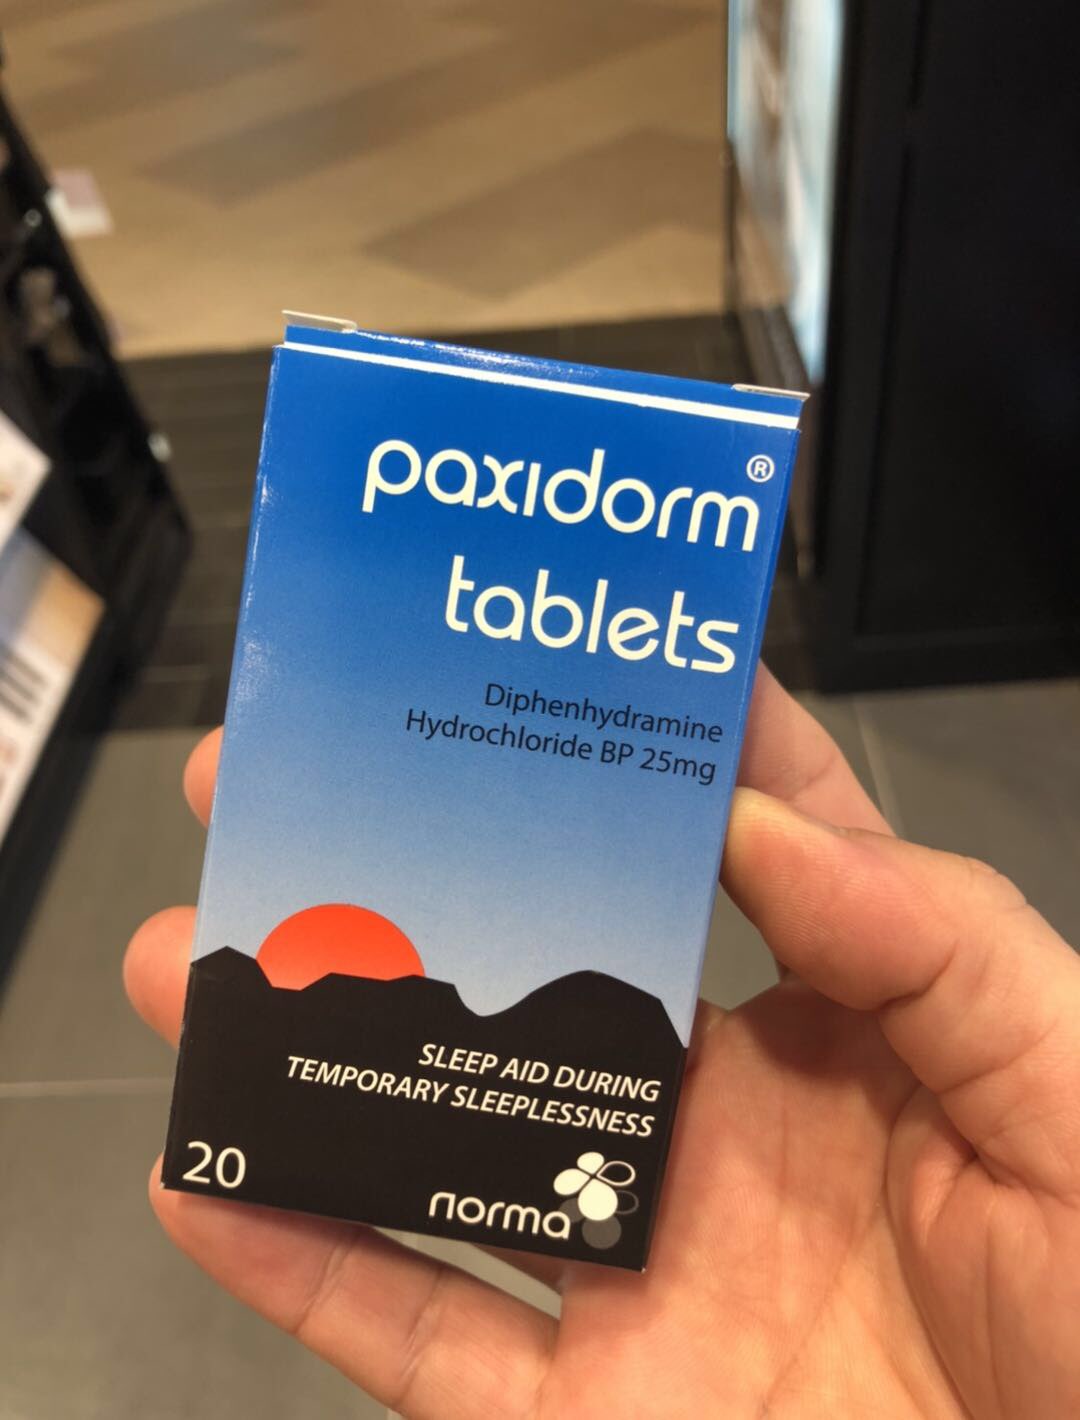 paxidorm®
tablets
Diphenhydramine
Hydrochloride BP 25mg
SLEEP AID DURING
TEMPORARY SLEEPLESSNESS
20
norma